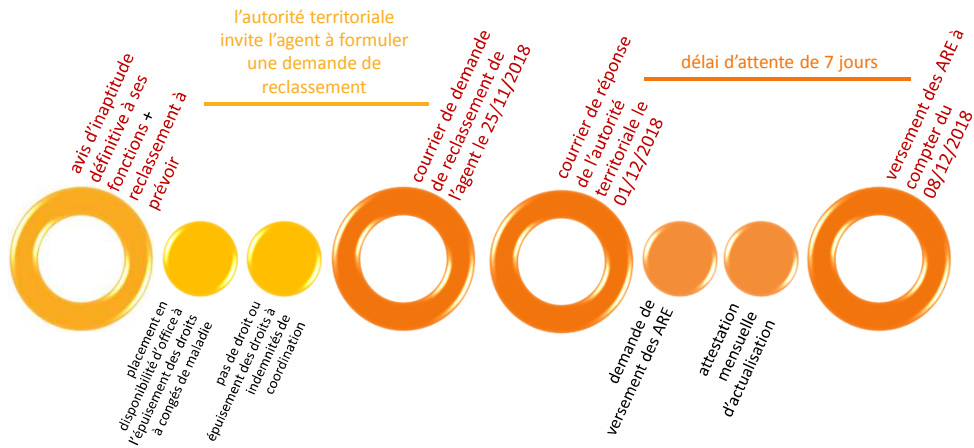 l'autorité territoriale
invite l'agent à formuler
une demande de
reclassement
délai d'attente de 7 jours
avis d'inaptitude
définitive à ses
fonctions +
reclassement à
prévoir
courrier de demande
de reclassement de
l'agent le 25/11/2018
courrier de réponse
de l'autorité
territoriale le
01/12/2018
versement des ARE à
compter du
08/12/2018
placement en
disponibilité d'office à
l'épuisement des droits
à congés de maladie
pas de droit ou
épuisement des droits à
indemnités de
coordination
demande de
versement des ARE
attestation
mensuelle
d'actualisation